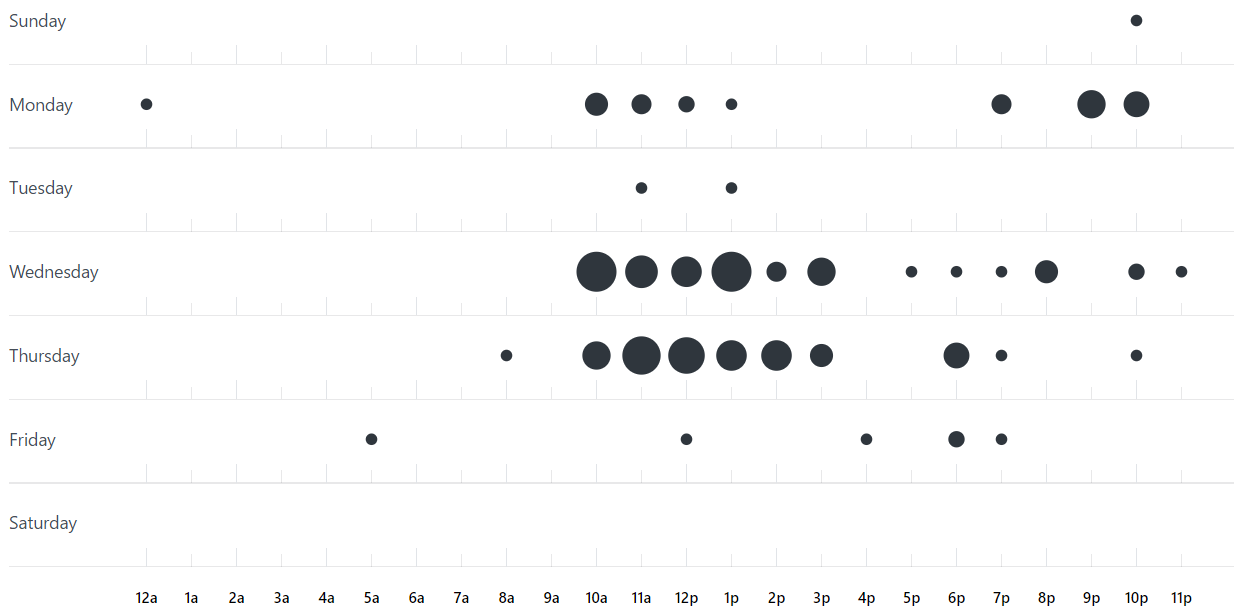 Sunday
Monday
Tuesday
Wednesday
Thursday
Friday
Saturday
12a 1a 2a 3a 4a 5a 6a 7a 8a 9a 10a 11a 12p 1p 2p 3p 4p 5p 6p 7p 8p 9p 10p 11p